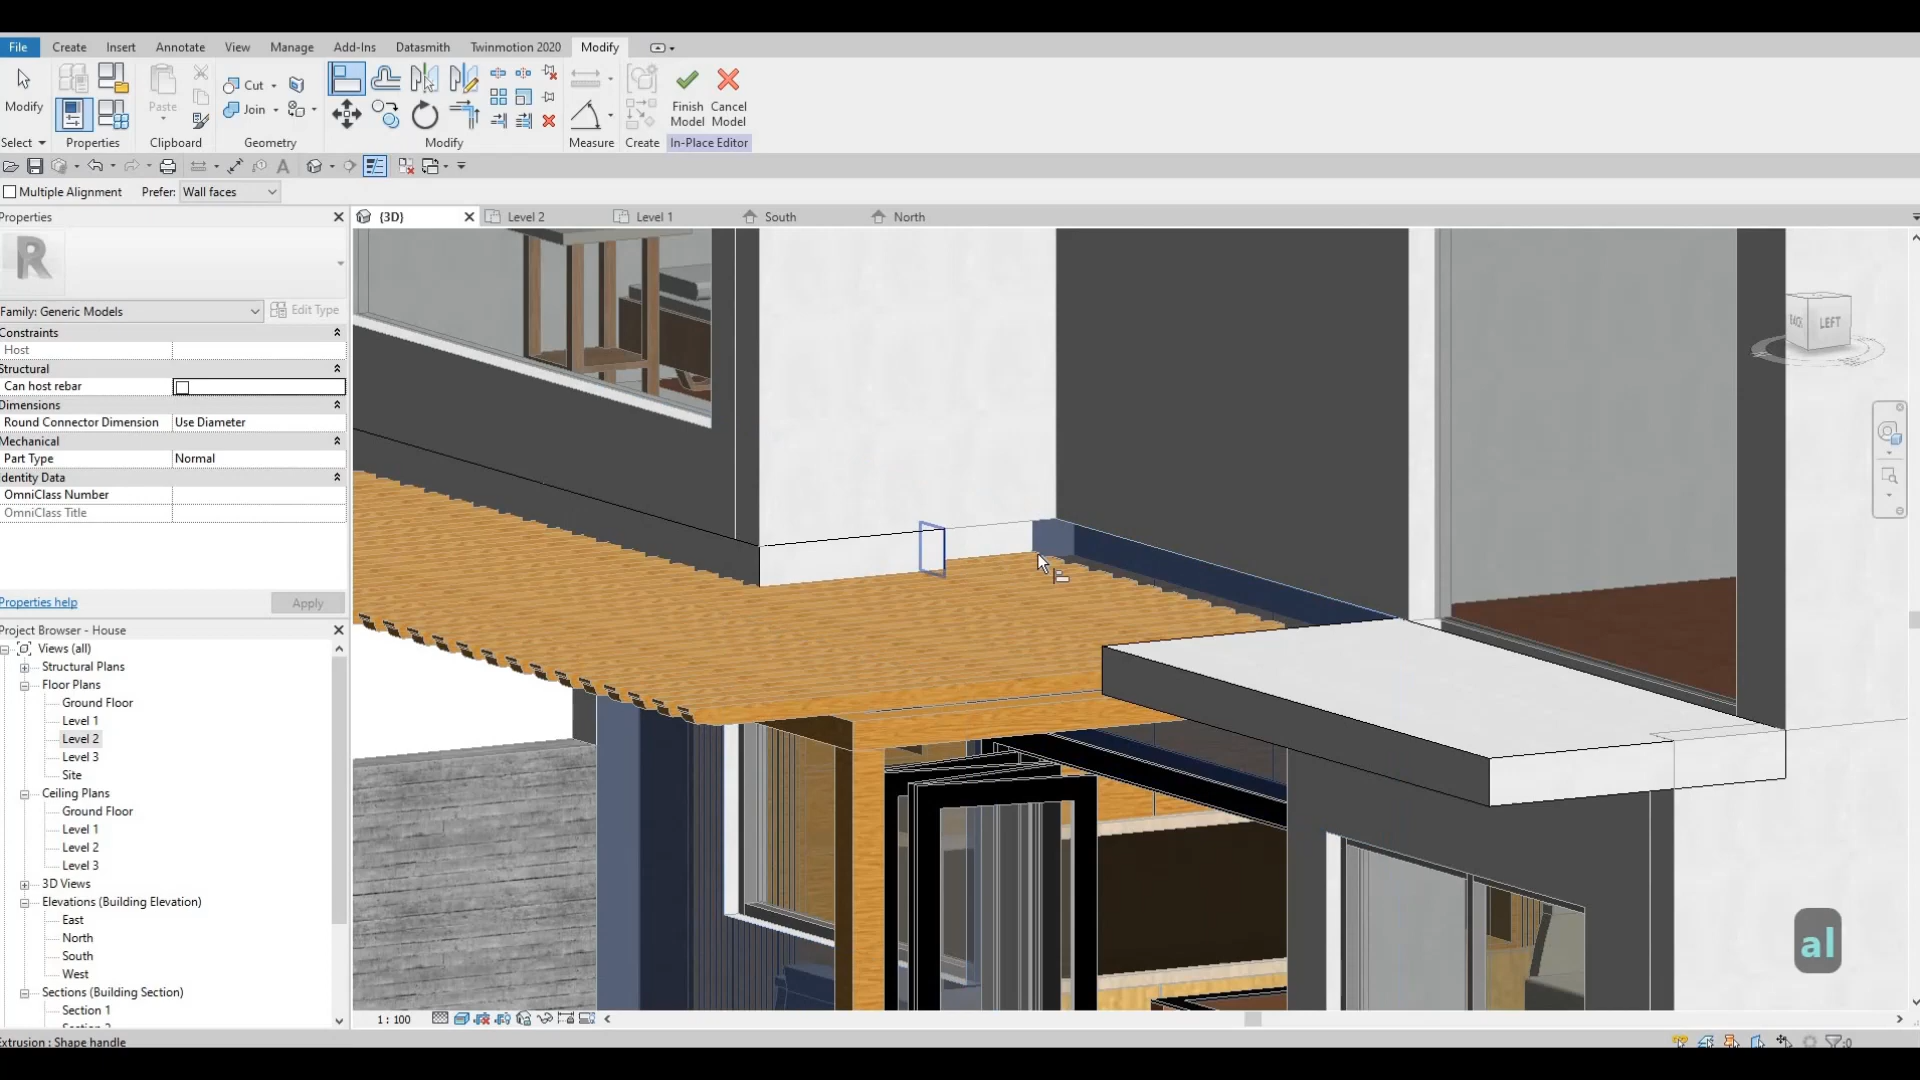 File Create Insert Annotate View Manage Add-Ins Datasmith Twinmotion 2020 Modify
Modify Paste Cut Join Finish Model Cancel Model
Select Properties Clipboard Geometry Modify Measure Create In-Place Editor
Multiple Alignment Prefer: Wall faces
Properties {3D} Level 2 Level 1 South North
R
Family: Generic Models Edit Type
Constraints
Host
Structural
Can host rebar
Dimensions
Round Connector Dimension Use Diameter
Mechanical
Part Type Normal
Identity Data
OmniClass Number
OmniClass Title
BACK LEFT
Properties help Apply
Project Browser - House
Views (all)
Structural Plans
Floor Plans
Ground Floor
Level 1
Level 2
Level 3
Site
Ceiling Plans
Ground Floor
Level 1
Level 2
Level 3
3D Views
Elevations (Building Elevation)
East
North
South
West
Sections (Building Section)
Section 1
al
1 : 100
Extrusion : Shape handle
:0